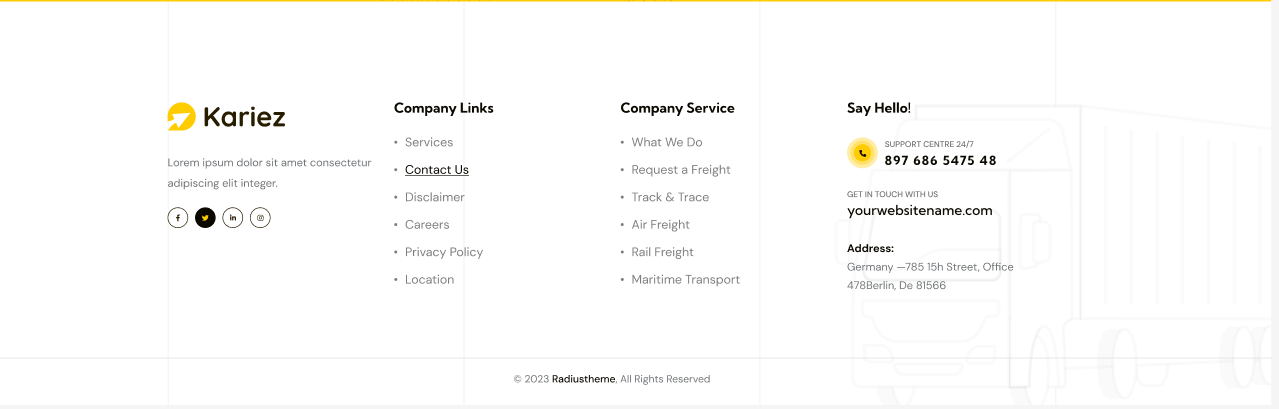 Kariez
Lorem ipsum dolor sit amet consectetur
adipiscing elit integer.
Company Links
• Services
• Contact Us
• Disclaimer
• Careers
• Privacy Policy
• Location
Company Service
• What We Do
• Request a Freight
• Track & Trace
• Air Freight
• Rail Freight
• Maritime Transport
Say Hello!
SUPPORT CENTRE 24/7
897 686 5475 48
GET IN TOUCH WITH US
yourwebsitename.com
Address:
Germany —785 15h Street, Office
478Berlin, De 81566
© 2023 Radiustheme, All Rights Reserved